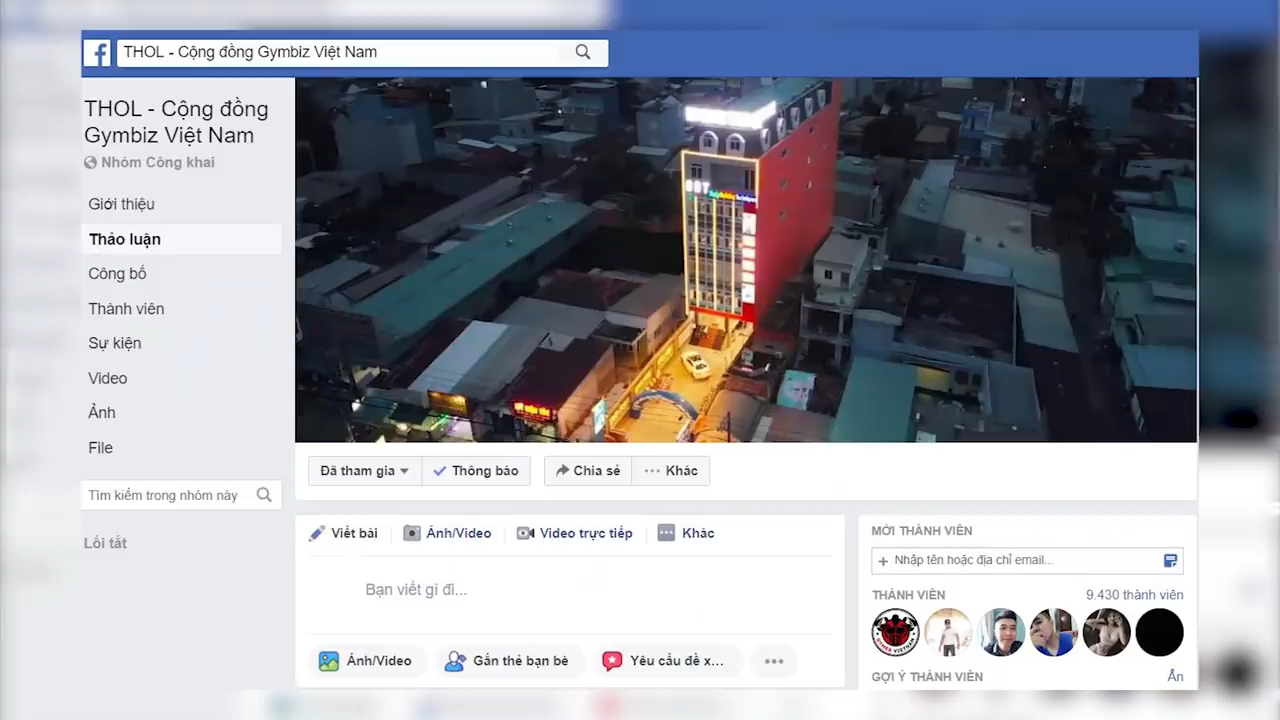 THOL - Cộng đồng Gymbiz Việt Nam
THOL - Cộng đồng
Gymbiz Việt Nam
Nhóm Công khai
Giới thiệu
Thảo luận
Công bố
Thành viên
Sự kiện
Video
Ảnh
File
Tìm kiếm trong nhóm này
Lối tắt
Đã tham gia
Thông báo
Chia sẻ
Khác
Viết bài
Ảnh/Video
Video trực tiếp
Khác
Bạn viết gì đi...
Ảnh/Video
Gắn thẻ bạn bè
Yêu cầu đề x...
MỜI THÀNH VIÊN
+ Nhập tên hoặc địa chỉ email...
THÀNH VIÊN
9.430 thành viên
GỢI Ý THÀNH VIÊN
Ẩn